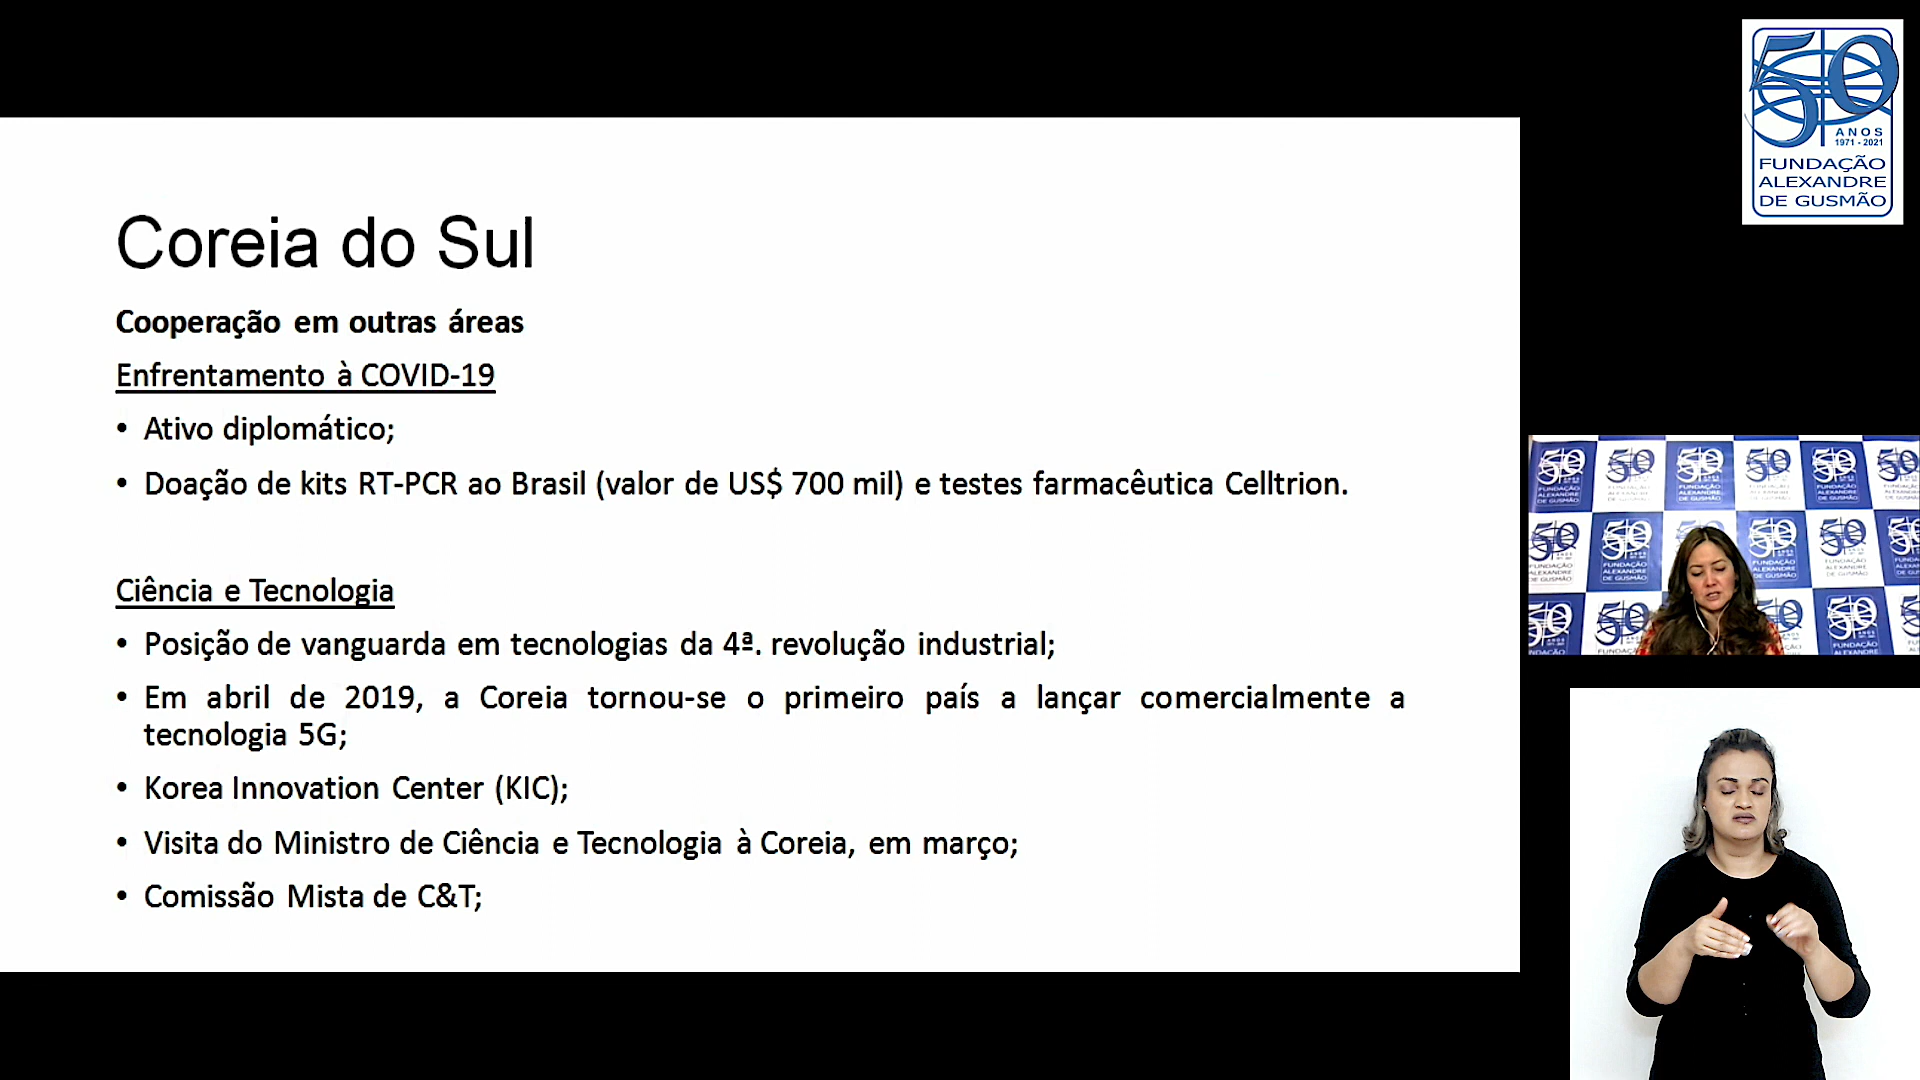 Coreia do Sul
Cooperação em outras áreas
Enfrentamento à COVID-19
• Ativo diplomático;
• Doação de kits RT-PCR ao Brasil (valor de US$ 700 mil) e testes farmacêutica Celltrion.
Ciência e Tecnologia
• Posição de vanguarda em tecnologias da 4ª. revolução industrial;
• Em abril de 2019, a Coreia tornou-se o primeiro país a lançar comercialmente a
tecnologia 5G;
• Korea Innovation Center (KIC);
• Visita do Ministro de Ciência e Tecnologia à Coreia, em março;
• Comissão Mista de C&T;
50
ANOS
1971 - 2021
FUNDAÇÃO
ALEXANDRE
DE GUSMÃO